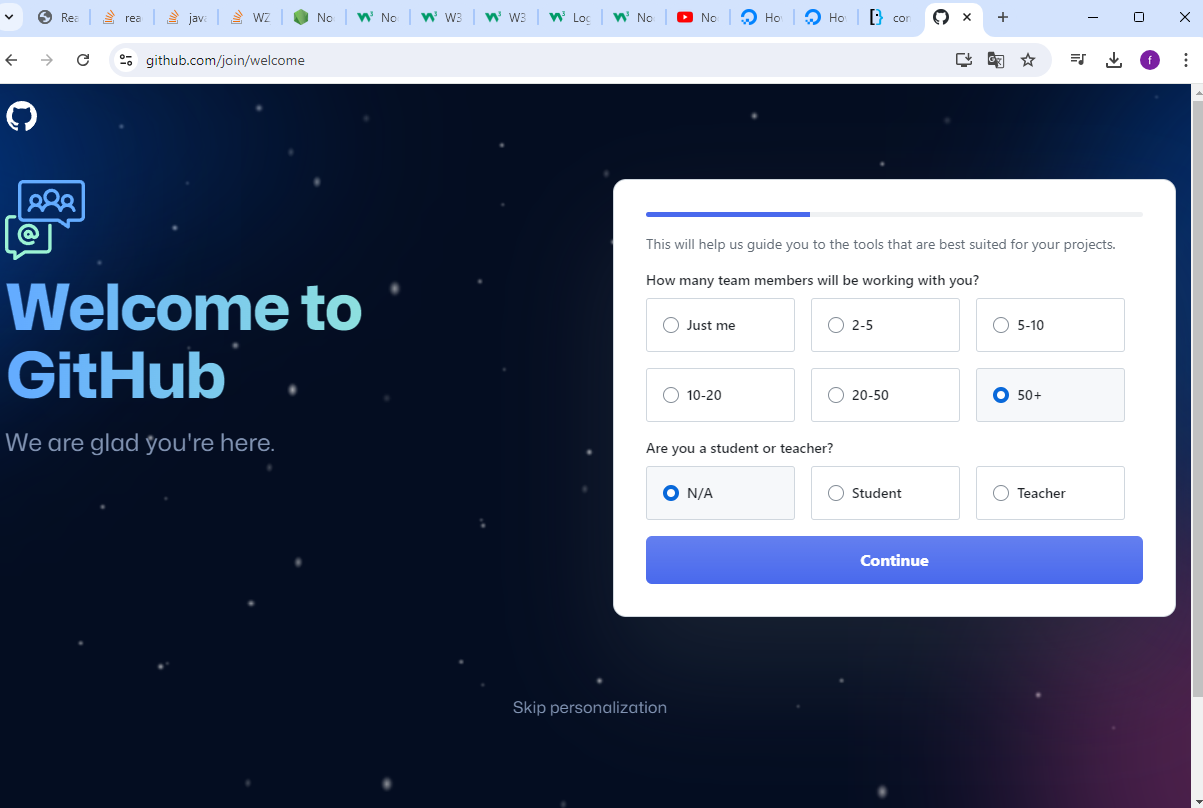 Rea
rea
java
WZ
No
No
W3
W3
Log
No
No
How
How
con
github.com/join/welcome
f
@
Welcome to
GitHub
We are glad you're here.
This will help us guide you to the tools that are best suited for your projects.
How many team members will be working with you?
Just me
2-5
5-10
10-20
20-50
50+
Are you a student or teacher?
N/A
Student
Teacher
Continue
Skip personalization